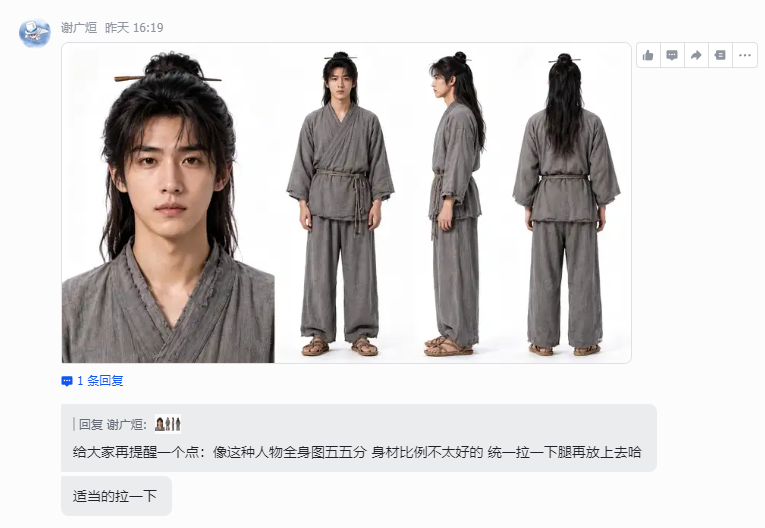 谢广烜 昨天 16:19
1 条回复
回复 谢广烜:
给大家再提醒一个点：像这种人物全身图五五分 身材比例不太好的 统一拉一下腿再放上去哈
适当的拉一下